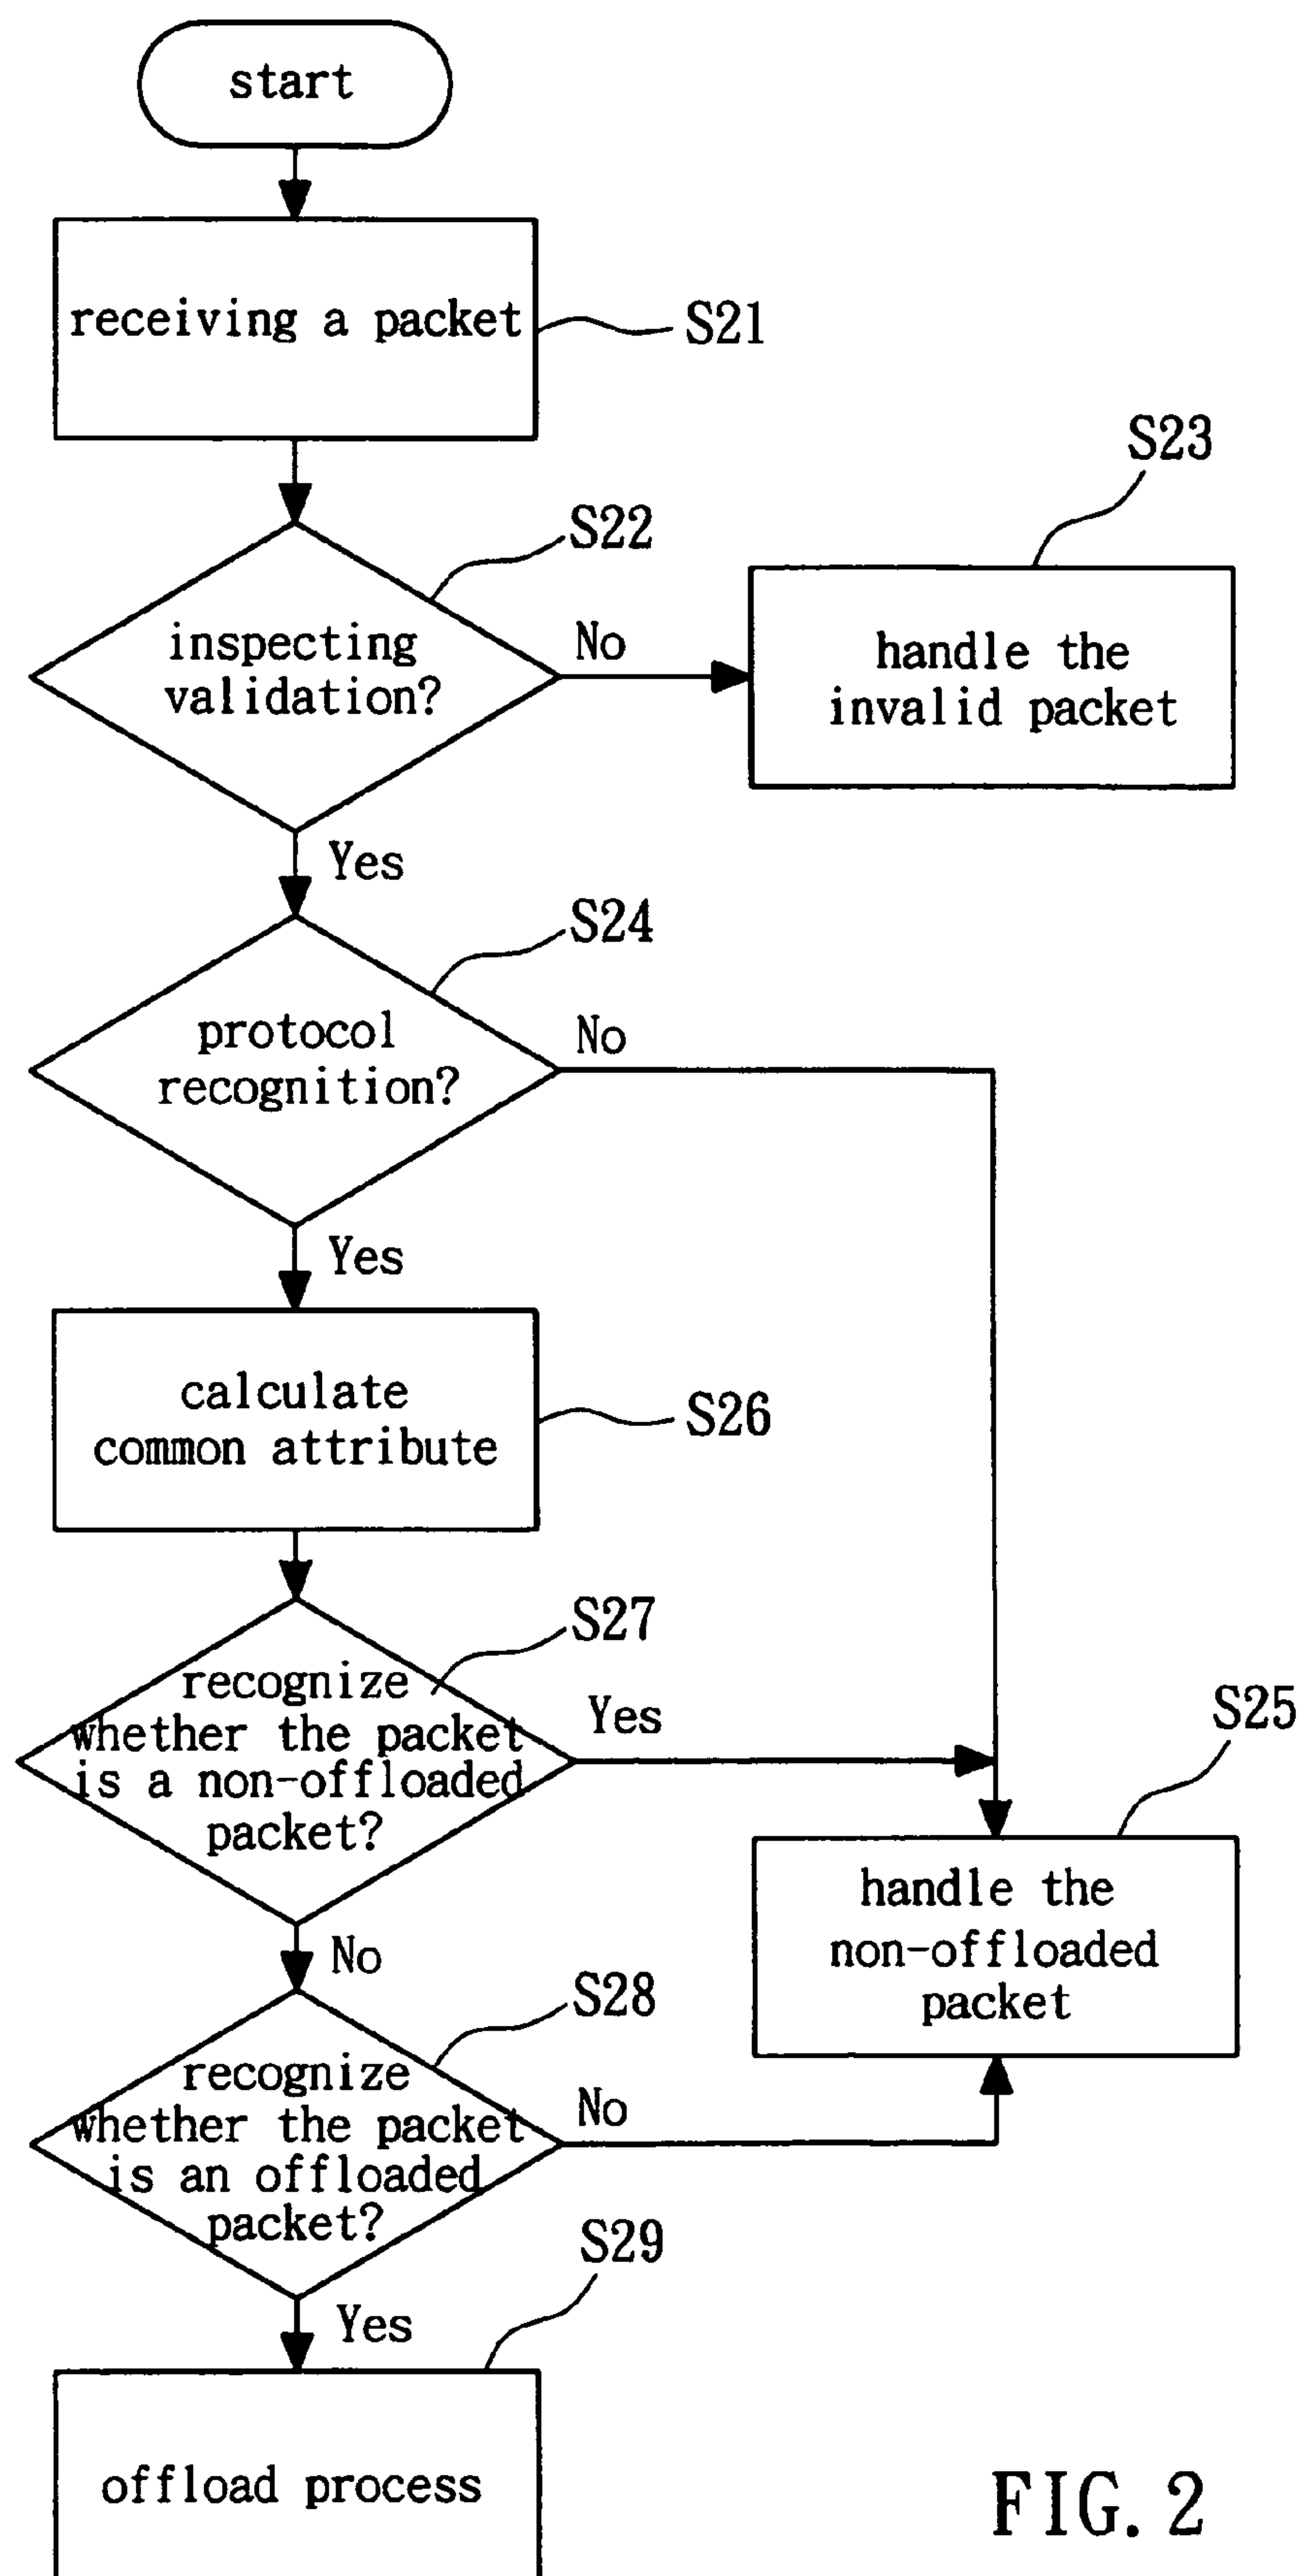 start
receiving a packet
S21
S22
S23
inspecting
validation?
No
handle the
invalid packet
Yes
S24
protocol
recognition?
No
Yes
calculate
common attribute
S26
S27
recognize
whether the packet
is a non-offloaded
packet?
Yes
S25
handle the
non-offloaded
packet
No
S28
recognize
whether the packet
is an offloaded
packet?
No
S29
Yes
offload process
FIG. 2